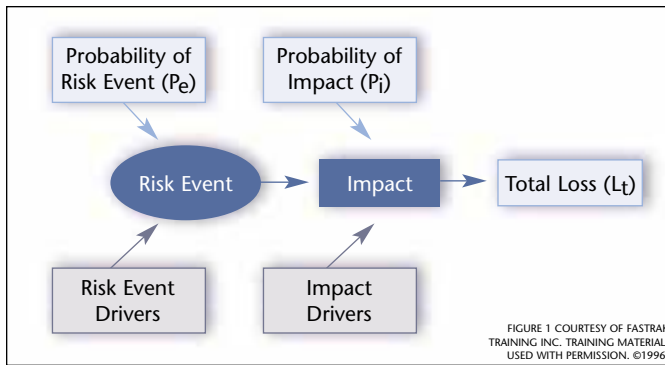 Probability of
Risk Event (Pe)
Probability of
Impact (Pi)
Risk Event
Impact
Total Loss (Lt)
Risk Event
Drivers
Impact
Drivers
FIGURE 1 COURTESY OF FASTRAK
TRAINING INC. TRAINING MATERIAL
USED WITH PERMISSION. ©1996